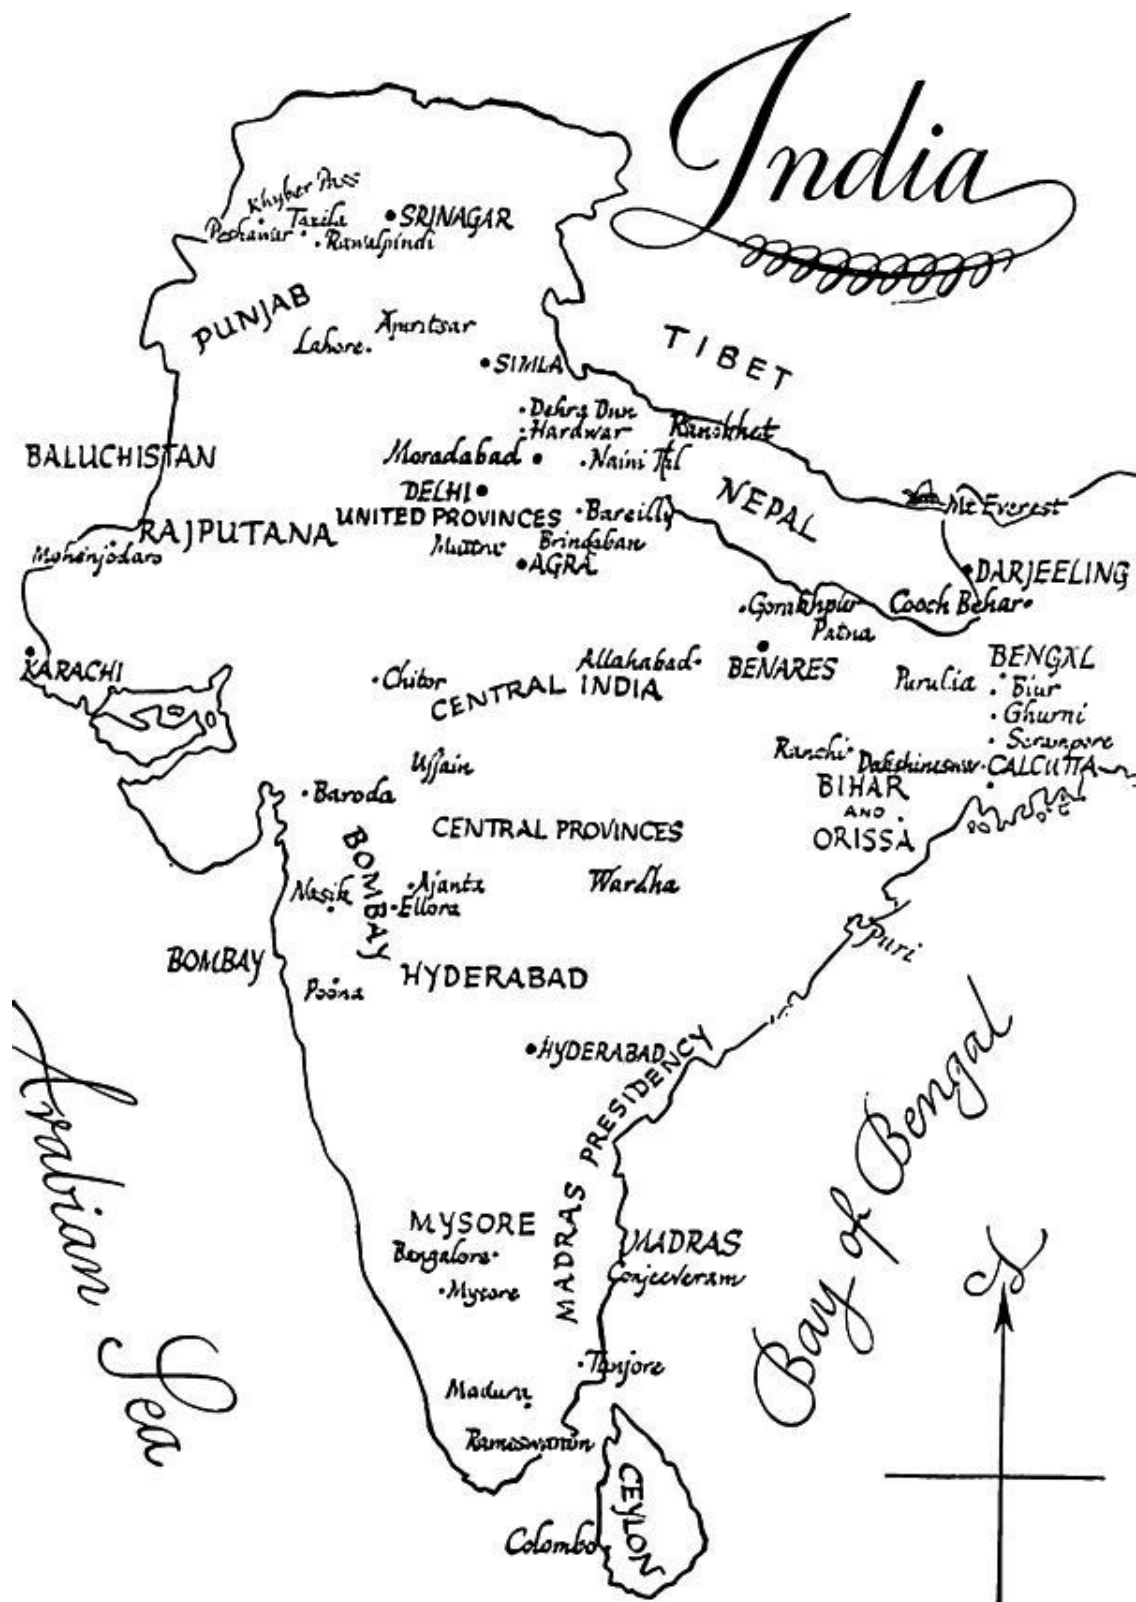 India
Khyber Pass
Taxila
Peshawar
SRINAGAR
Rawalpindi
PUNJAB
Amritsar
Lahore
TIBET
SIMLA
Dehra Dun
Hardwar
Ranikhet
BALUCHISTAN
Moradabad
Naini Tal
DELHI
NEPAL
Mt Everest
RAJPUTANA
UNITED PROVINCES
Bareilly
Mohenjodaro
Muttra
Brindaban
AGRA
DARJEELING
Gorakhpur
Cooch Behar
Patna
KARACHI
Allahabad
BENARES
BENGAL
Chitor
CENTRAL INDIA
Purulia
Ghurni
Serampore
Ranchi
CALCUTTA
Baroda
BIHAR
AND
ORISSA
CENTRAL PROVINCES
BOMBAY
Nasik
Ajanta
Ellora
Wardha
BOMBAY
Puri
Poona
HYDERABAD
HYDERABAD
MADRAS PRESIDENCY
Arabian Sea
Bay of Bengal
MYSORE
MADRAS
Bangalore
Conjeeveram
Mysore
Tanjore
Madura
Rameswaram
CEYLON
Colombo